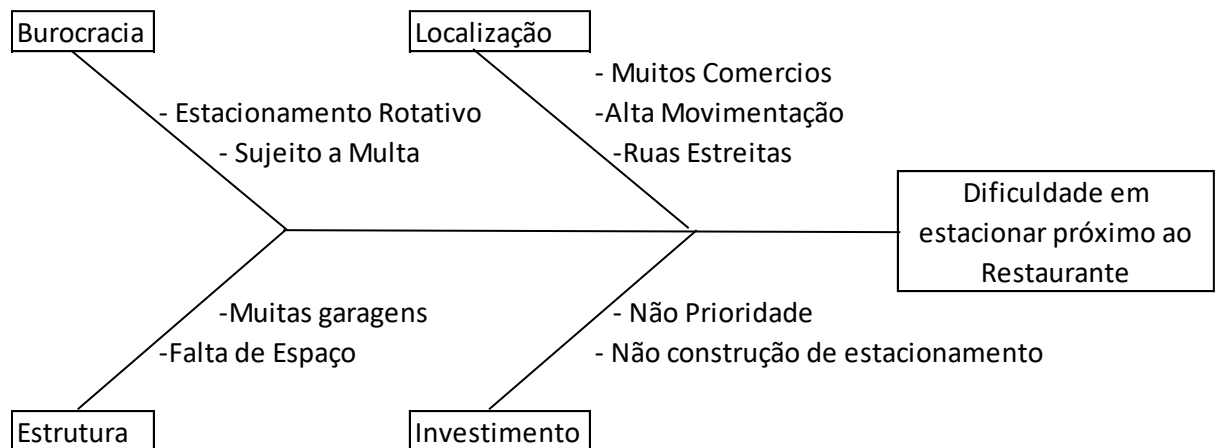 Burocracia
- Estacionamento Rotativo
- Sujeito a Multa
Localização
- Muitos Comercios
-Alta Movimentação
-Ruas Estreitas
Dificuldade em
estacionar próximo ao
Restaurante
-Muitas garagens
-Falta de Espaço
Estrutura
- Não Prioridade
- Não construção de estacionamento
Investimento